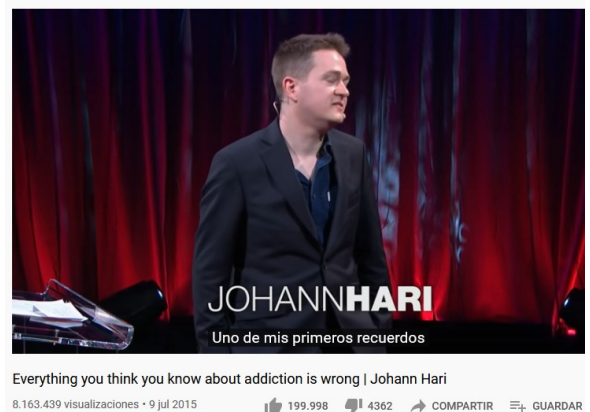 JOHANNHARI
Uno de mis primeros recuerdos
Everything you think you know about addiction is wrong | Johann Hari
8.163.439 visualizaciones • 9 jul 2015 199.998 4362 COMPARTIR GUARDAR